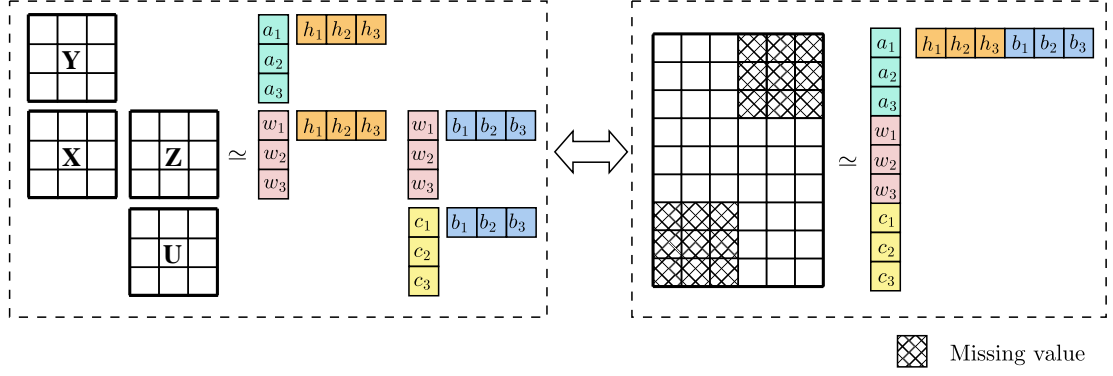 Y
a₁ h₁ h₂ h₃
a₂
a₃
X Z ≃
w₁ h₁ h₂ h₃
w₂
w₃
w₁ b₁ b₂ b₃
w₂
w₃
U
c₁ b₁ b₂ b₃
c₂
c₃
≃
a₁ h₁ h₂ h₃ b₁ b₂ b₃
a₂
a₃
w₁
w₂
w₃
c₁
c₂
c₃
Missing value